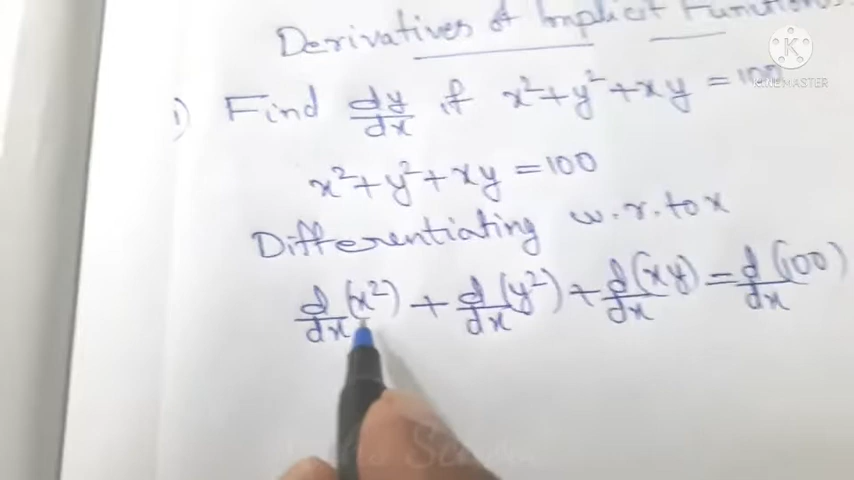 Derivatives of Implicit Functions.
1) Find dy/dx if x²+y²+xy = 100
KINEMASTER
x²+y²+xy = 100
Differentiating w.r.to x
d/dx (x²) + d/dx (y²) + d/dx (xy) = d/dx (100)